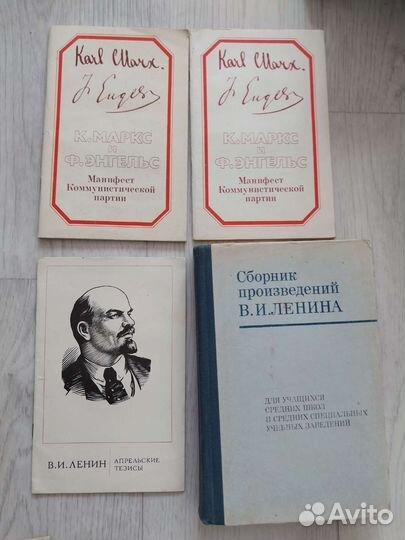 Karl Marx.
F. Engels
К. МАРКС
и
Ф. ЭНГЕЛЬС
Манифест
Коммунистической
партии
Karl Marx.
F. Engels
К. МАРКС
и
Ф. ЭНГЕЛЬС
Манифест
Коммунистической
партии
В.И. ЛЕНИН
АПРЕЛЬСКИЕ
ТЕЗИСЫ
Сборник
произведений
В.И.ЛЕНИНА
ДЛЯ УЧАЩИХСЯ
СРЕДНИХ ШКОЛ
И СРЕДНИХ СПЕЦИАЛЬНЫХ
УЧЕБНЫХ ЗАВЕДЕНИЙ
Avito